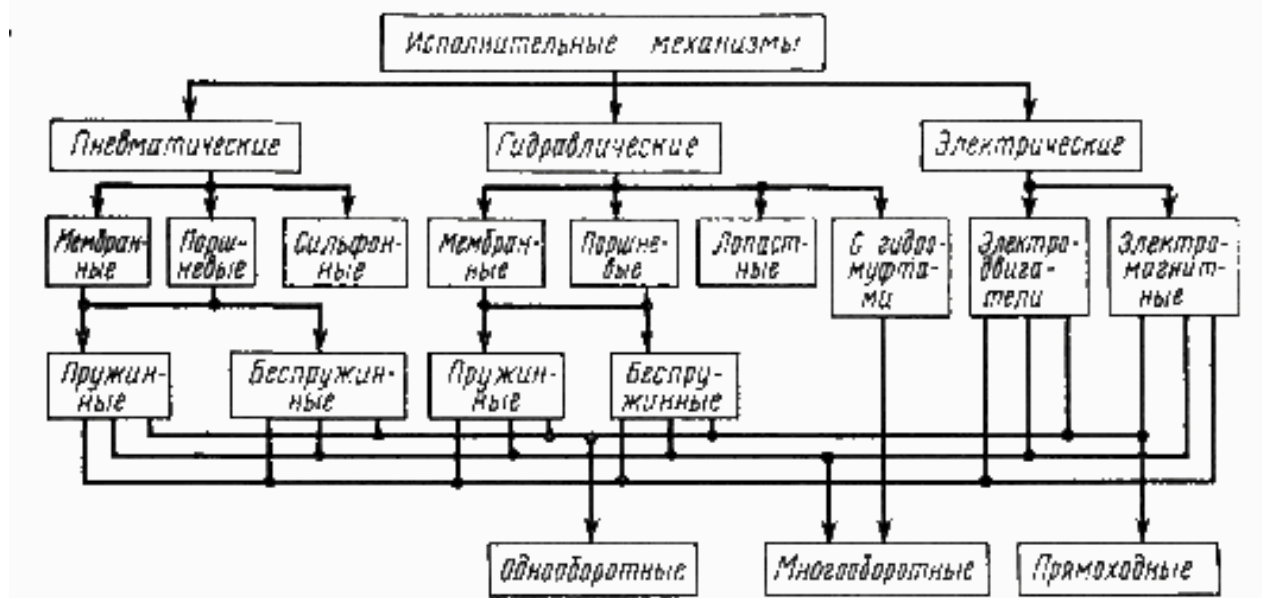 Исполнительные механизмы
Пневматические
Гидравлические
Электрические
Мембран-
ные
Порш-
невые
Сильфон-
ные
Мембран-
ные
Поршне-
вые
Лопаст-
ные
С гидро-
муфта-
ми
Электро-
двига-
тели
Электро-
магнит-
ные
Пружин-
ные
Беспружин-
ные
Пружин-
ные
Беспру-
жинные
Однооборотные
Многооборотные
Прямоходные